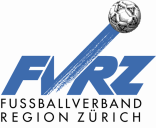 FVRZ
FUSSBALLVERBAND
REGION ZÜRICH